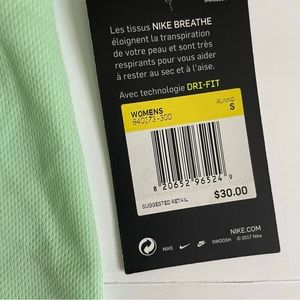 Les tissus NIKE BREATHE
éloignent la transpiration
de votre peau et sont très
respirants pour vous aider
à rester au sec et à l'aise.
Avec technologie DRI-FIT
WOMENS
840173-300
RUNNG
S
8 20652 96524 9
SUGGESTED RETAIL
$30.00
NIKE.COM
NIKE
SWOOSH © 2017 Nike